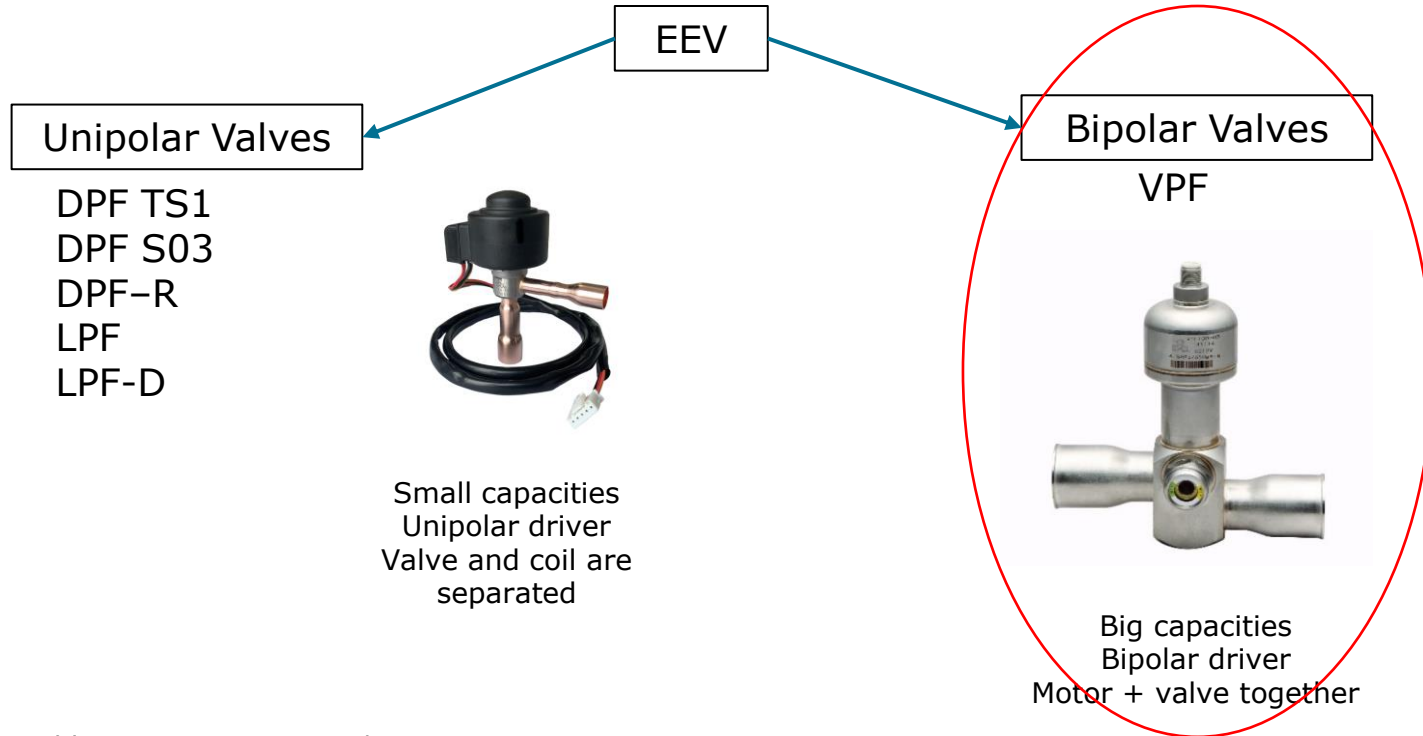 EEV
Unipolar Valves
DPF TS1
DPF S03
DPF–R
LPF
LPF-D
Small capacities
Unipolar driver
Valve and coil are
separated
Bipolar Valves
VPF
Big capacities
Bipolar driver
Motor + valve together